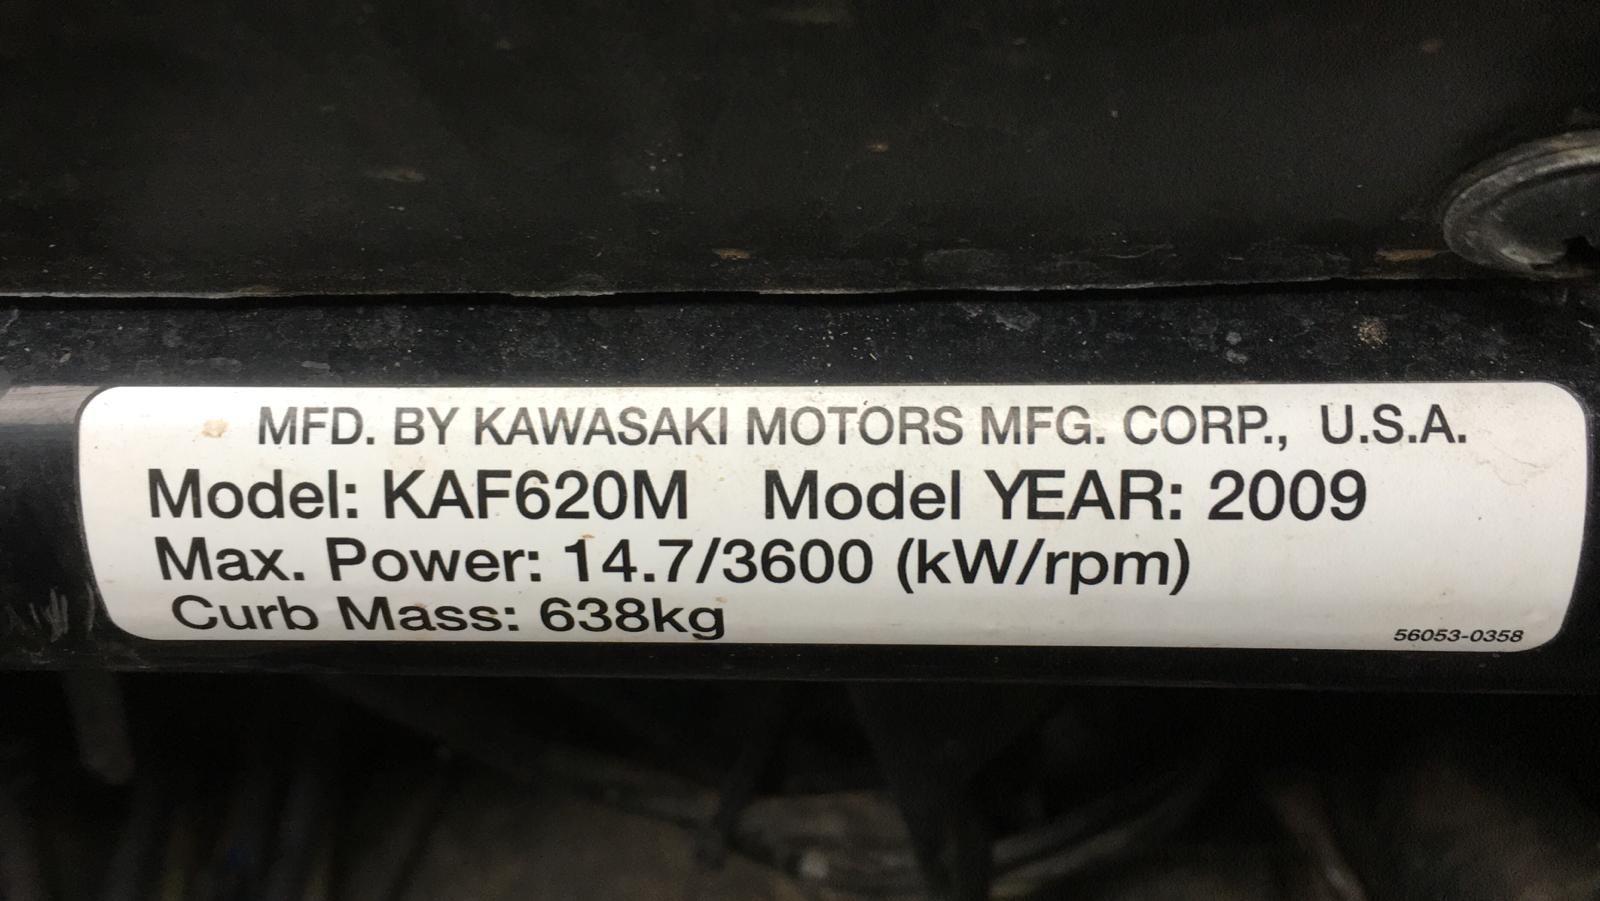 MFD. BY KAWASAKI MOTORS MFG. CORP., U.S.A.
Model: KAF620M Model YEAR: 2009
Max. Power: 14.7/3600 (kW/rpm)
Curb Mass: 638kg
56053-0358